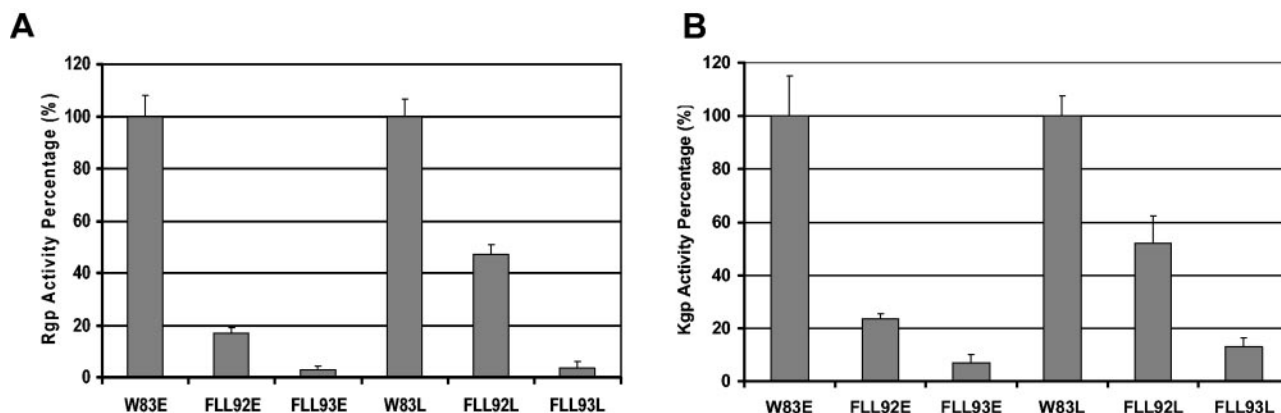 A
Rgp Activity Percentage (%)
120
100
80
60
40
20
0
W83E FLL92E FLL93E W83L FLL92L FLL93L
B
Kgp Activity Percentage (%)
120
100
80
60
40
20
0
W83E FLL92E FLL93E W83L FLL92L FLL93L